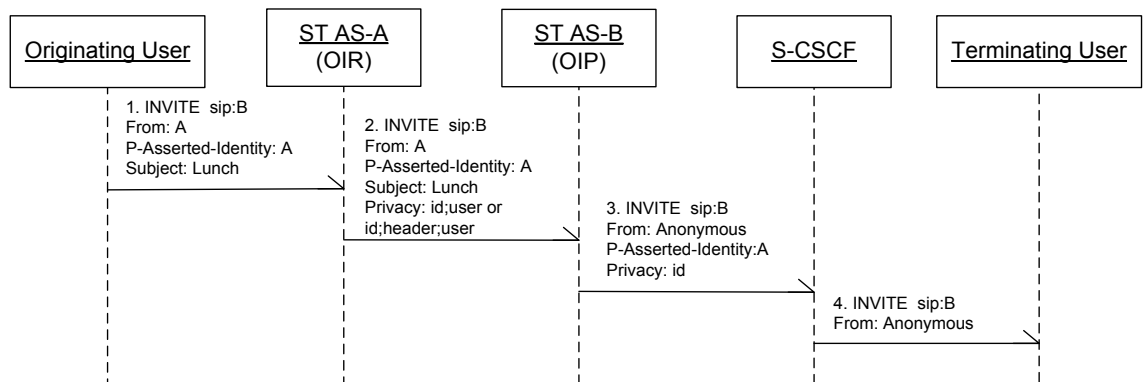 Originating User
ST AS-A
(OIR)
ST AS-B
(OIP)
S-CSCF
Terminating User
1. INVITE sip:B
From: A
P-Asserted-Identity: A
Subject: Lunch
2. INVITE sip:B
From: A
P-Asserted-Identity: A
Subject: Lunch
Privacy: id;user or
id;header;user
3. INVITE sip:B
From: Anonymous
P-Asserted-Identity:A
Privacy: id
4. INVITE sip:B
From: Anonymous